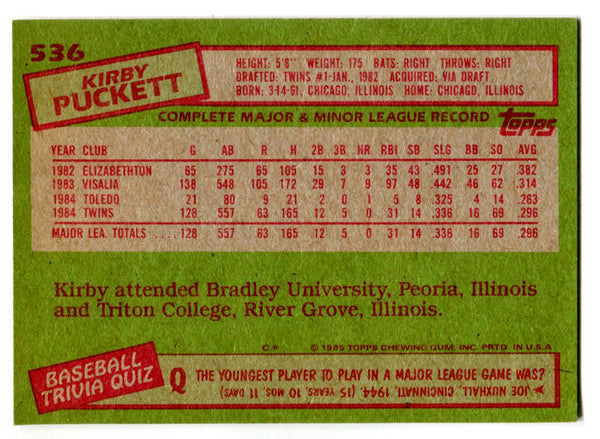 536
KIRBY
PUCKETT
HEIGHT: 5'8" WEIGHT: 175 BATS: RIGHT THROWS: RIGHT
DRAFTED: TWINS #1-JAN., 1982 ACQUIRED: VIA DRAFT
BORN: 3-14-61, CHICAGO, ILLINOIS HOME: CHICAGO, ILLINOIS
COMPLETE MAJOR & MINOR LEAGUE RECORD topps
YEAR CLUB G AB R H 2B 3B HR RBI SB SLG BB SO AVG
1982 ELIZABETHTON 65 275 65 105 15 3 3 35 43 .491 25 27 .382
1983 VISALIA 138 548 105 172 29 7 9 97 48 .442 46 62 .314
1984 TOLEDO 21 80 9 21 2 0 1 5 8 .325 4 14 .263
1984 TWINS 128 557 63 165 12 5 0 31 14 .336 16 69 .296
MAJOR LEA. TOTALS 128 557 63 165 12 5 0 31 14 .336 16 69 .296
Kirby attended Bradley University, Peoria, Illinois
and Triton College, River Grove, Illinois.
C* © 1985 TOPPS CHEWING GUM, INC. PRTD. IN U.S.A.
BASEBALL
TRIVIA QUIZ
Q THE YOUNGEST PLAYER TO PLAY IN A MAJOR LEAGUE GAME WAS?
A JOE NUXHALL, CINCINNATI, 1944 (15 YEARS, 10 MOS, 11 DAYS)